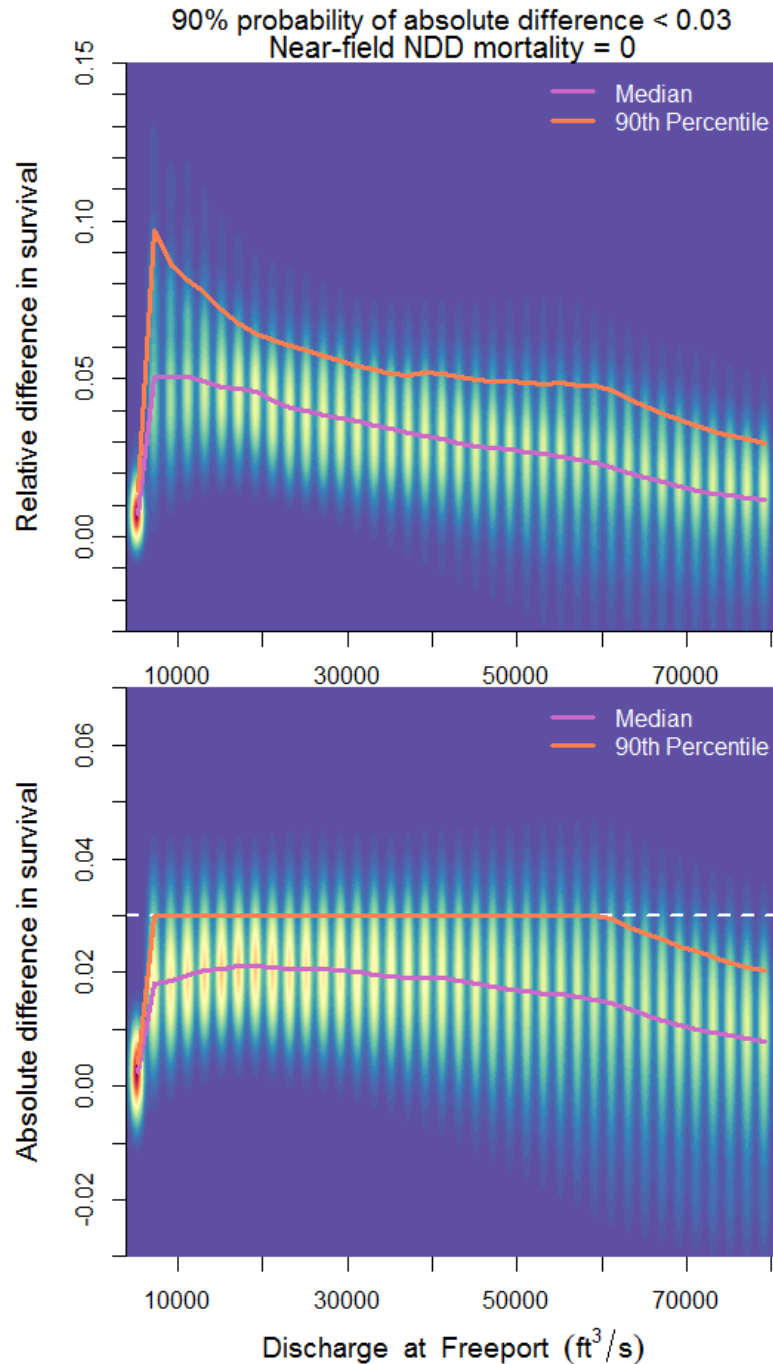 90% probability of absolute difference < 0.03
Near-field NDD mortality = 0
Relative difference in survival
0.15
0.10
0.05
0.00
Median
90th Percentile
10000 30000 50000 70000
Absolute difference in survival
0.06
0.04
0.02
0.00
-0.02
Median
90th Percentile
10000 30000 50000 70000
Discharge at Freeport (ft³/s)